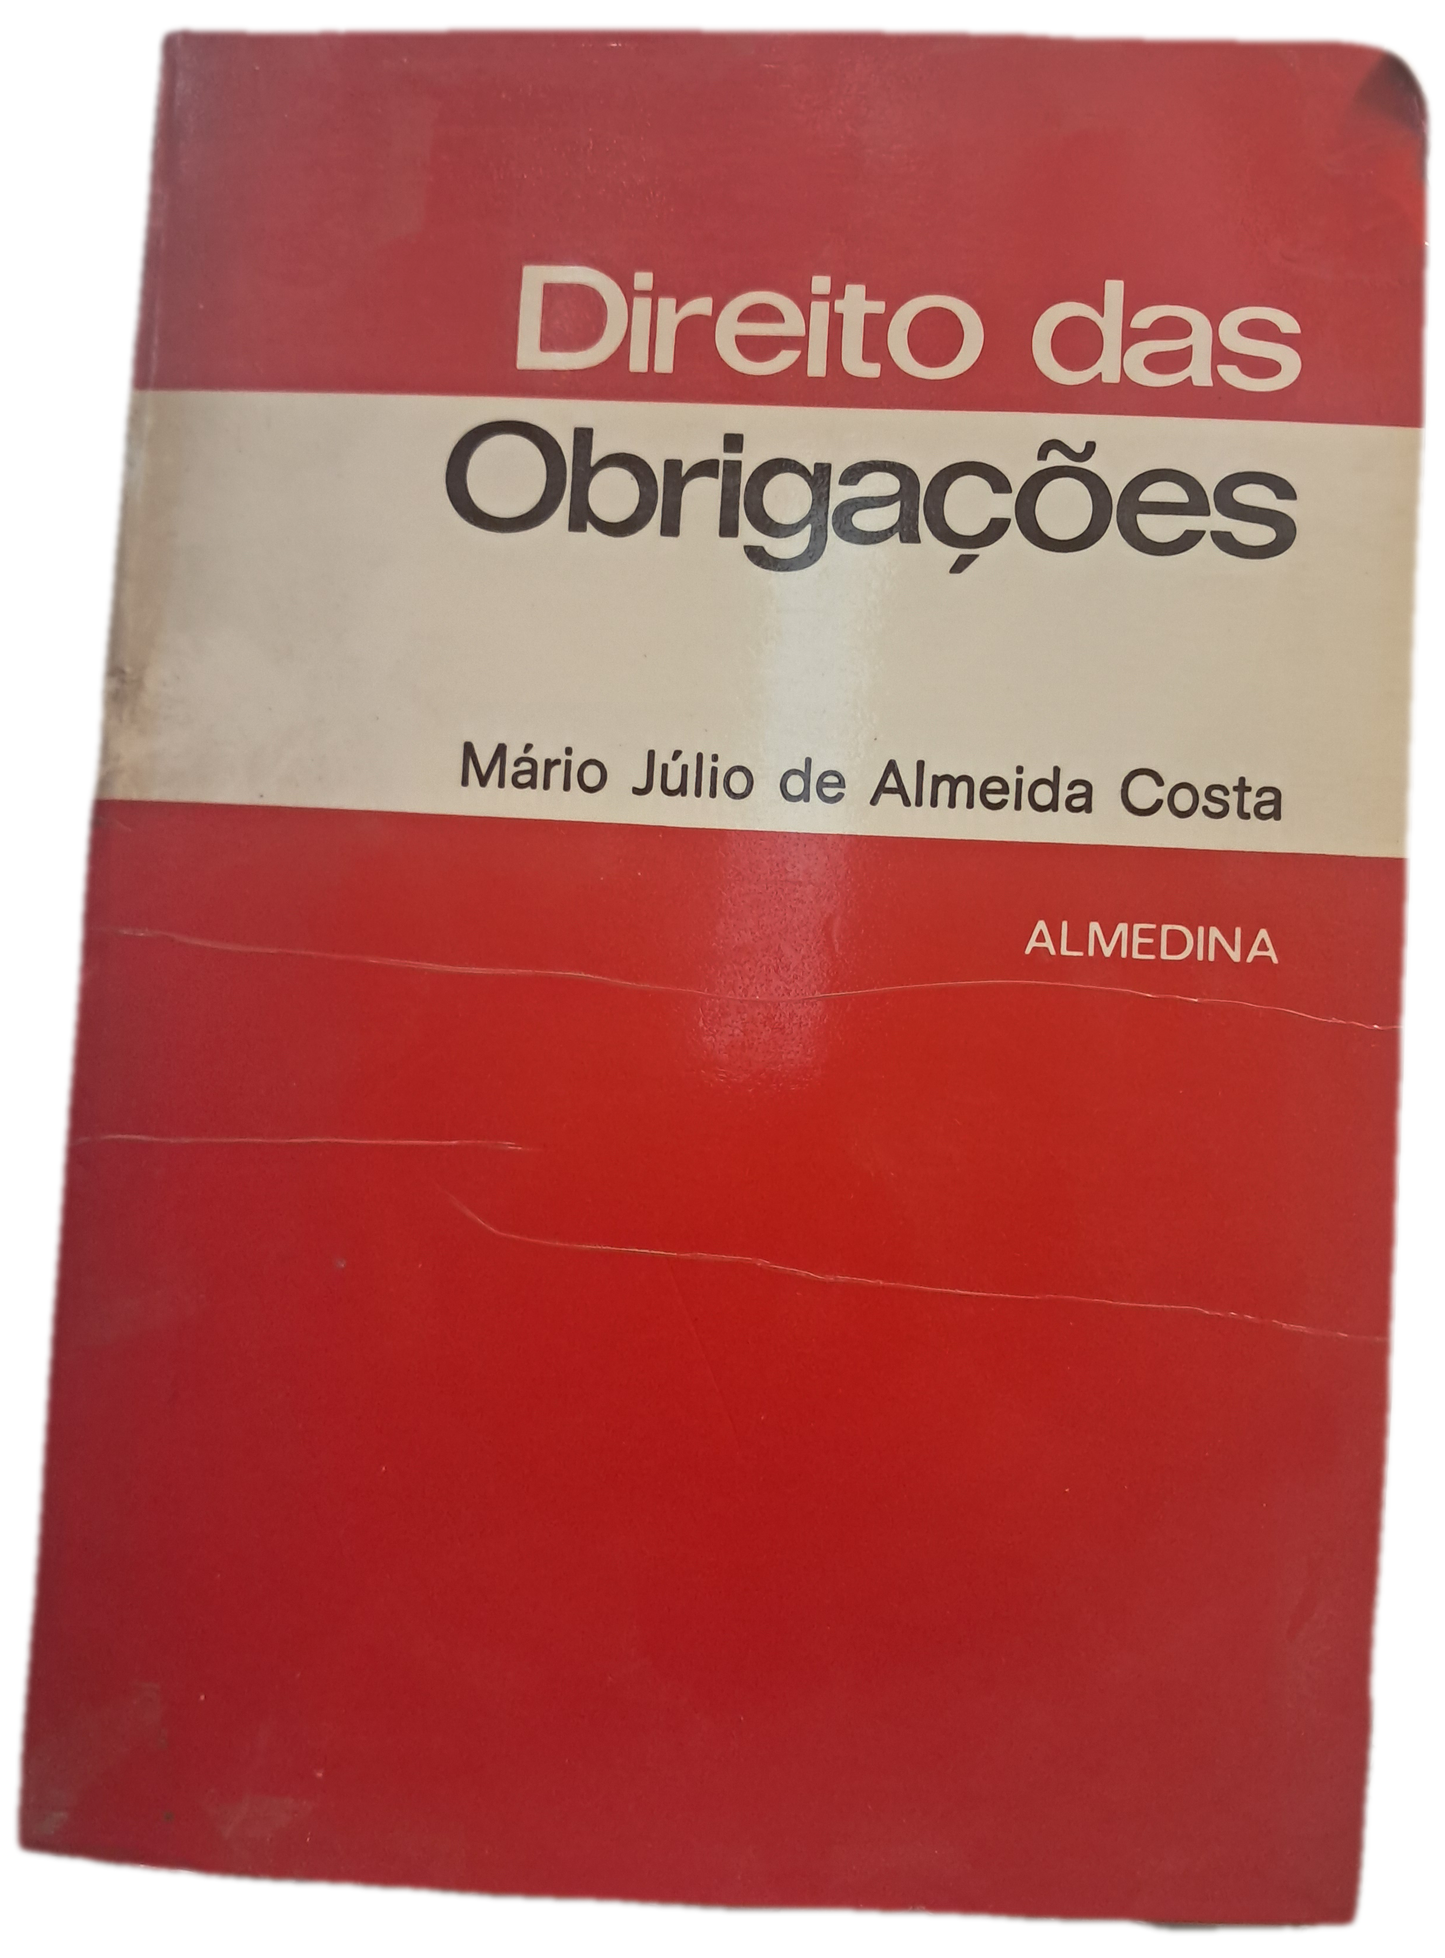 Direito das
Obrigações
Mário Júlio de Almeida Costa
ALMEDINA